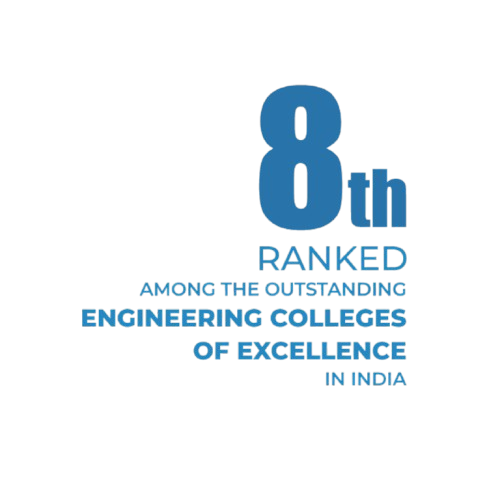 8th
RANKED
AMONG THE OUTSTANDING
ENGINEERING COLLEGES
OF EXCELLENCE
IN INDIA